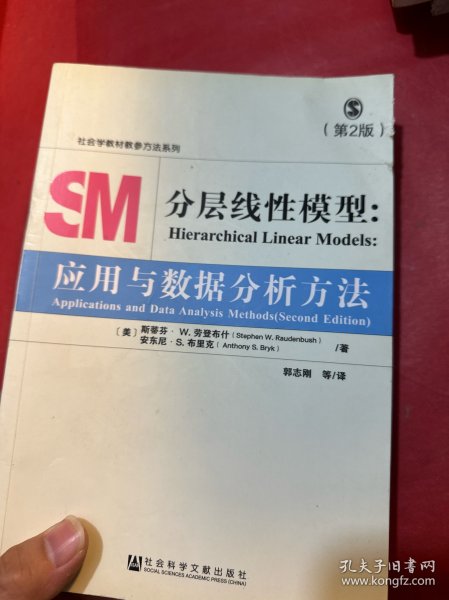 （第2版）
社会学教材教参方法系列
SM
分层线性模型：
Hierarchical Linear Models:
应用与数据分析方法
Applications and Data Analysis Methods(Second Edition)
〔美〕斯蒂芬·W.劳登布什（Stephen W. Raudenbush）
安东尼·S.布里克（Anthony S. Bryk）
/著
郭志刚 等/译
社会科学文献出版社
SOCIAL SCIENCES ACADEMIC PRESS (CHINA)
孔夫子旧书网
www.kongfz.com